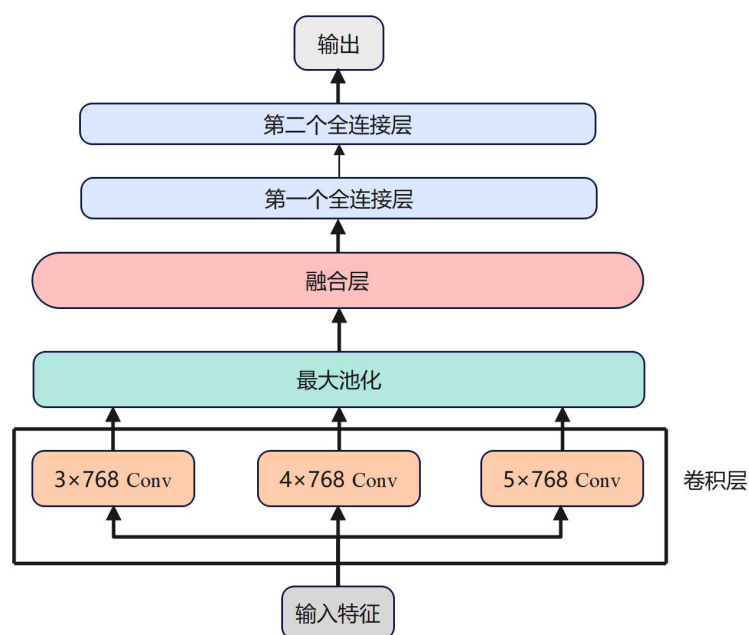 输出
第二个全连接层
第一个全连接层
融合层
最大池化
3×768 Conv
4×768 Conv
5×768 Conv
卷积层
输入特征